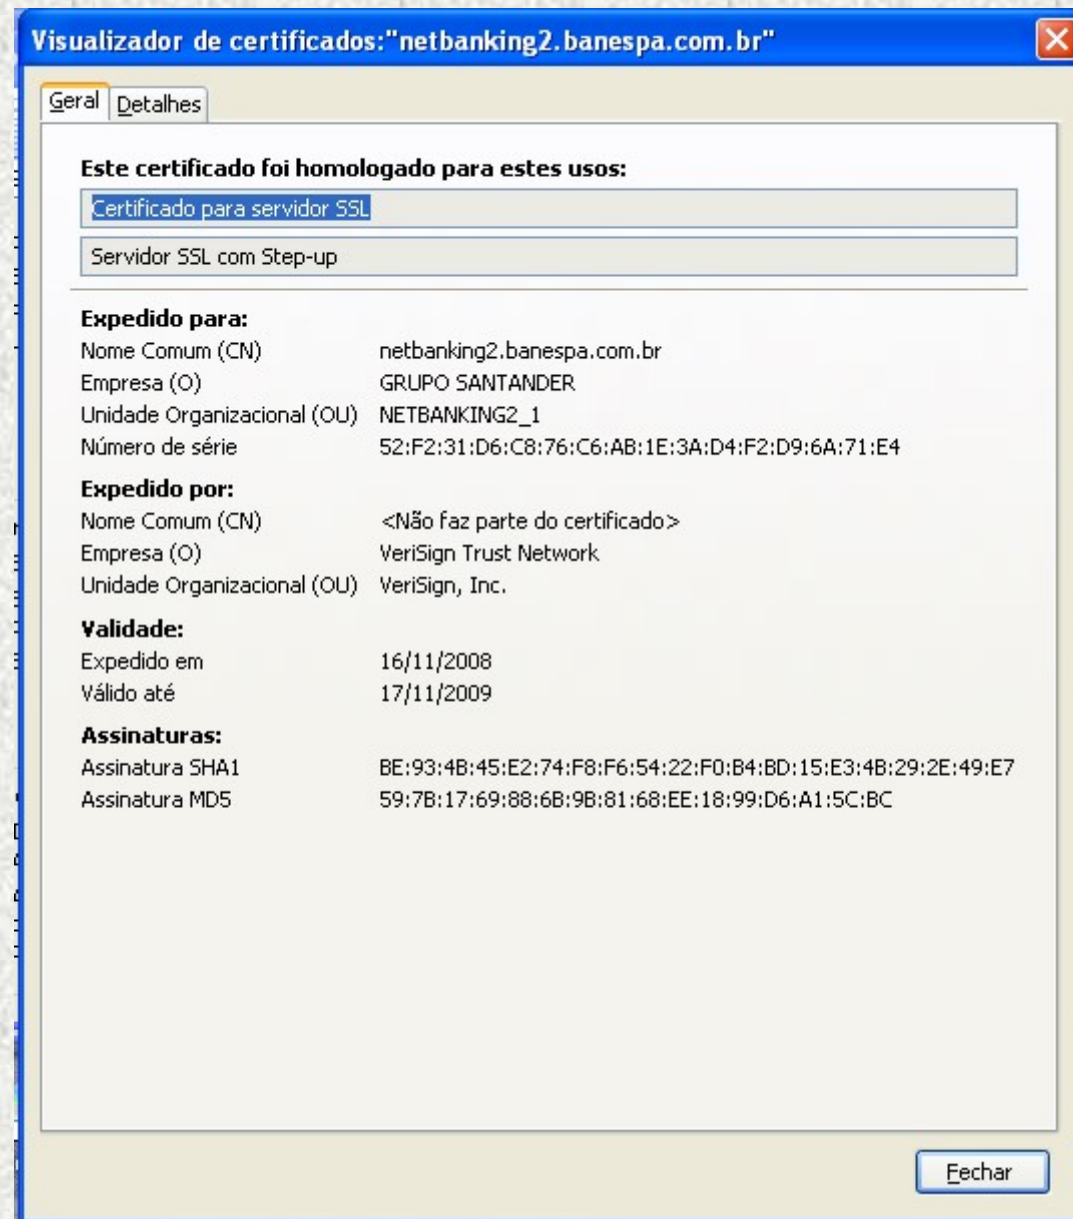 Visualizador de certificados:"netbanking2.banespa.com.br"
Geral Detalhes
Este certificado foi homologado para estes usos:
Certificado para servidor SSL
Servidor SSL com Step-up
Expedido para:
Nome Comum (CN) netbanking2.banespa.com.br
Empresa (O) GRUPO SANTANDER
Unidade Organizacional (OU) NETBANKING2_1
Número de série 52:F2:31:D6:C8:76:C6:AB:1E:3A:D4:F2:D9:6A:71:E4
Expedido por:
Nome Comum (CN) <Não faz parte do certificado>
Empresa (O) VeriSign Trust Network
Unidade Organizacional (OU) VeriSign, Inc.
Validade:
Expedido em 16/11/2008
Válido até 17/11/2009
Assinaturas:
Assinatura SHA1 BE:93:4B:45:E2:74:F8:F6:54:22:F0:B4:BD:15:E3:4B:29:2E:49:E7
Assinatura MD5 59:7B:17:69:88:6B:9B:81:68:EE:18:99:D6:A1:5C:BC
Fechar